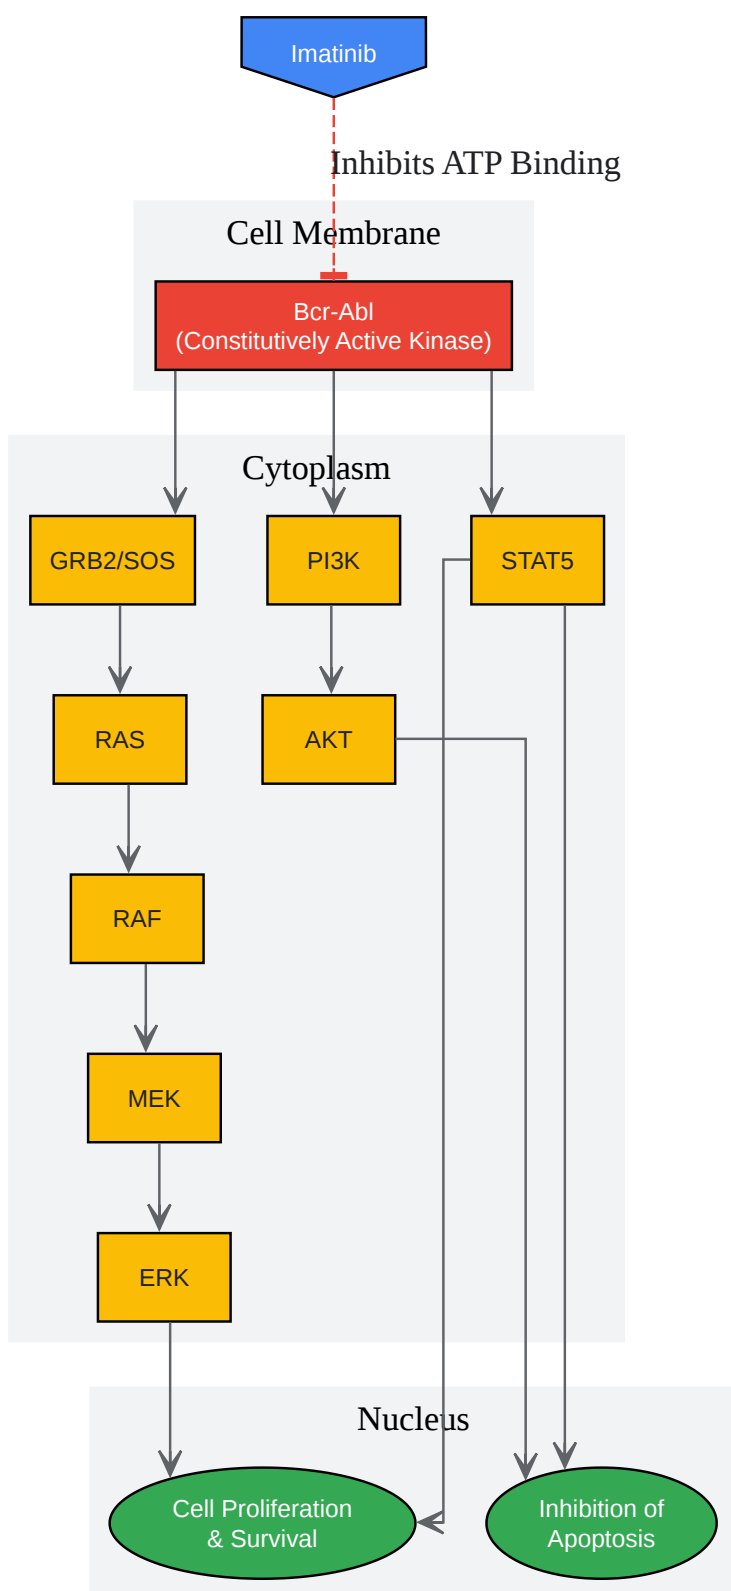 Imatinib
Inhibits ATP Binding
Cell Membrane
Bcr-Abl
(Constitutively Active Kinase)
Cytoplasm
GRB2/SOS
PI3K
STAT5
RAS
AKT
RAF
MEK
ERK
Nucleus
Cell Proliferation
& Survival
Inhibition of
Apoptosis